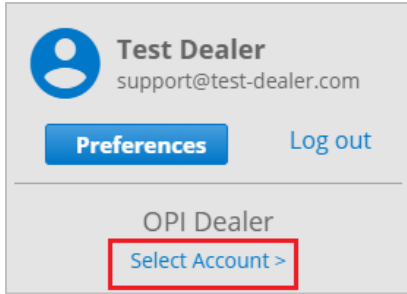 Test Dealer
support@test-dealer.com
Preferences
Log out
OPI Dealer
Select Account >